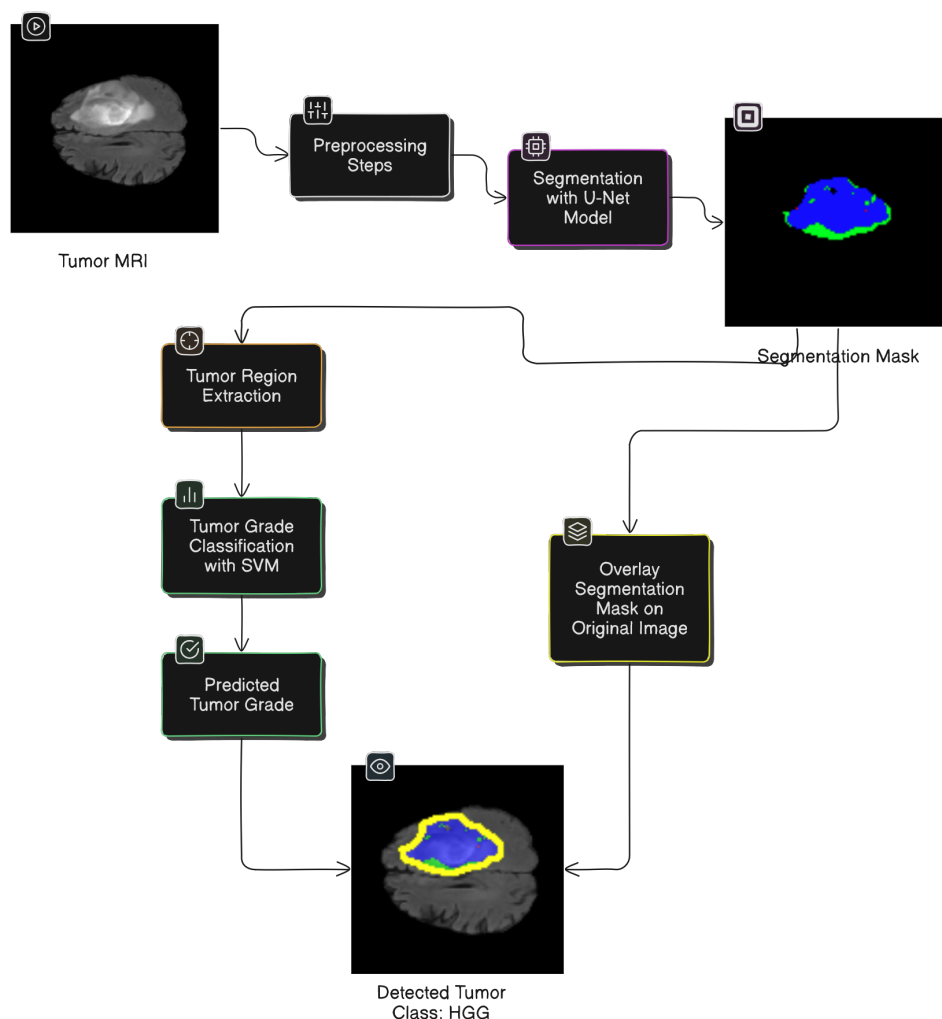 Tumor MRI
Preprocessing
Steps
Segmentation
with U-Net
Model
Segmentation Mask
Tumor Region
Extraction
Tumor Grade
Classification
with SVM
Predicted
Tumor Grade
Overlay
Segmentation
Mask on
Original Image
Detected Tumor
Class: HGG